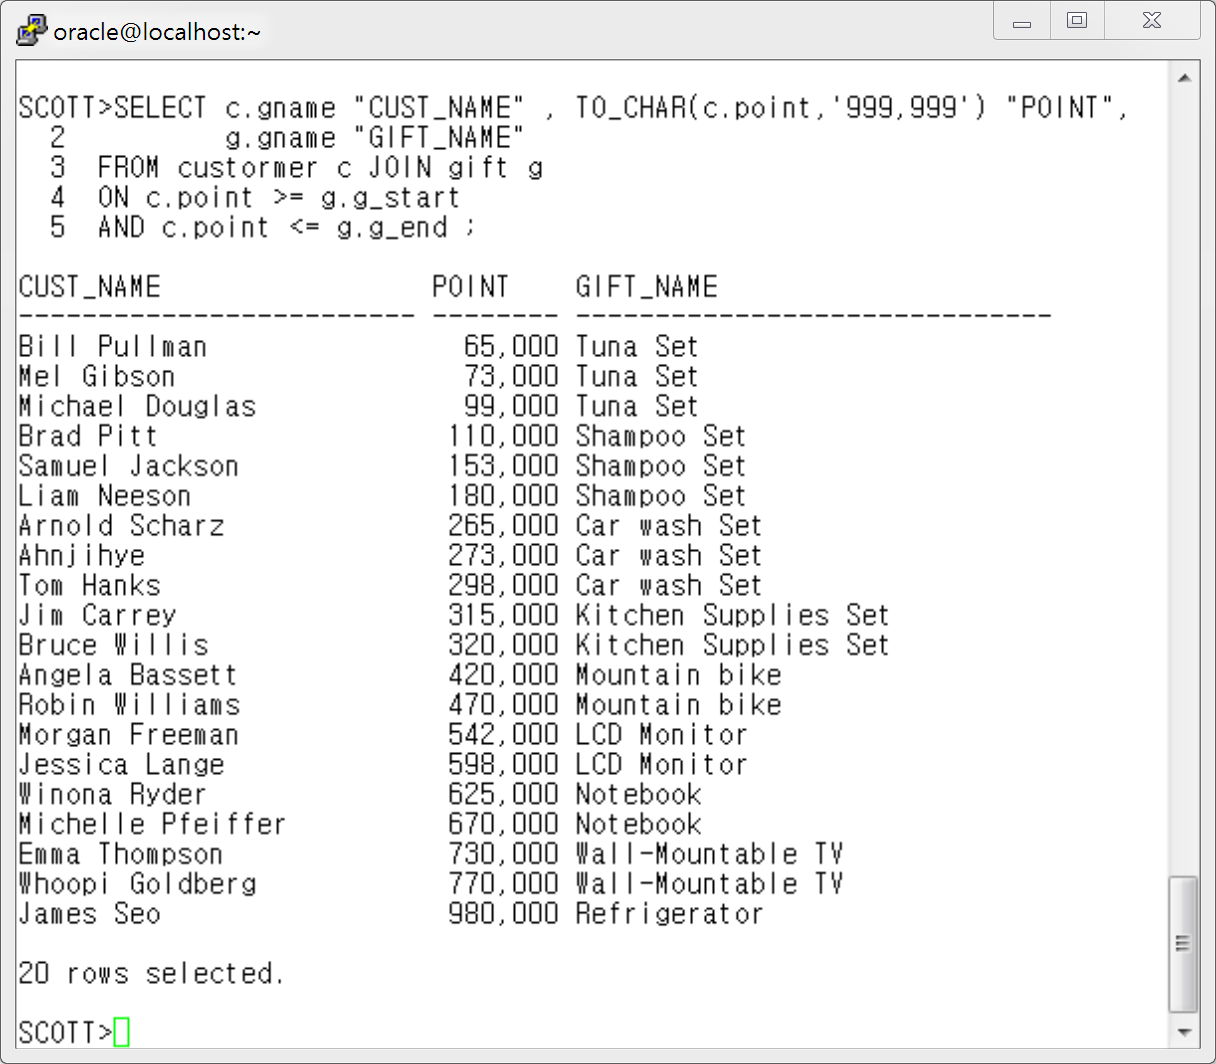 oracle@localhost:~
SCOTT>SELECT c.gname "CUST_NAME" , TO_CHAR(c.point,'999,999') "POINT",
2 g.gname "GIFT_NAME"
3 FROM custormer c JOIN gift g
4 ON c.point >= g.g_start
5 AND c.point <= g.g_end ;
CUST_NAME POINT GIFT_NAME
------------------------- -------- ------------------------------
Bill Pullman 65,000 Tuna Set
Mel Gibson 73,000 Tuna Set
Michael Douglas 99,000 Tuna Set
Brad Pitt 110,000 Shampoo Set
Samuel Jackson 153,000 Shampoo Set
Liam Neeson 180,000 Shampoo Set
Arnold Scharz 265,000 Car wash Set
Ahnjihye 273,000 Car wash Set
Tom Hanks 298,000 Car wash Set
Jim Carrey 315,000 Kitchen Supplies Set
Bruce Willis 320,000 Kitchen Supplies Set
Angela Bassett 420,000 Mountain bike
Robin Williams 470,000 Mountain bike
Morgan Freeman 542,000 LCD Monitor
Jessica Lange 598,000 LCD Monitor
Winona Ryder 625,000 Notebook
Michelle Pfeiffer 670,000 Notebook
Emma Thompson 730,000 Wall-Mountable TV
Whoopi Goldberg 770,000 Wall-Mountable TV
James Seo 980,000 Refrigerator
20 rows selected.
SCOTT>